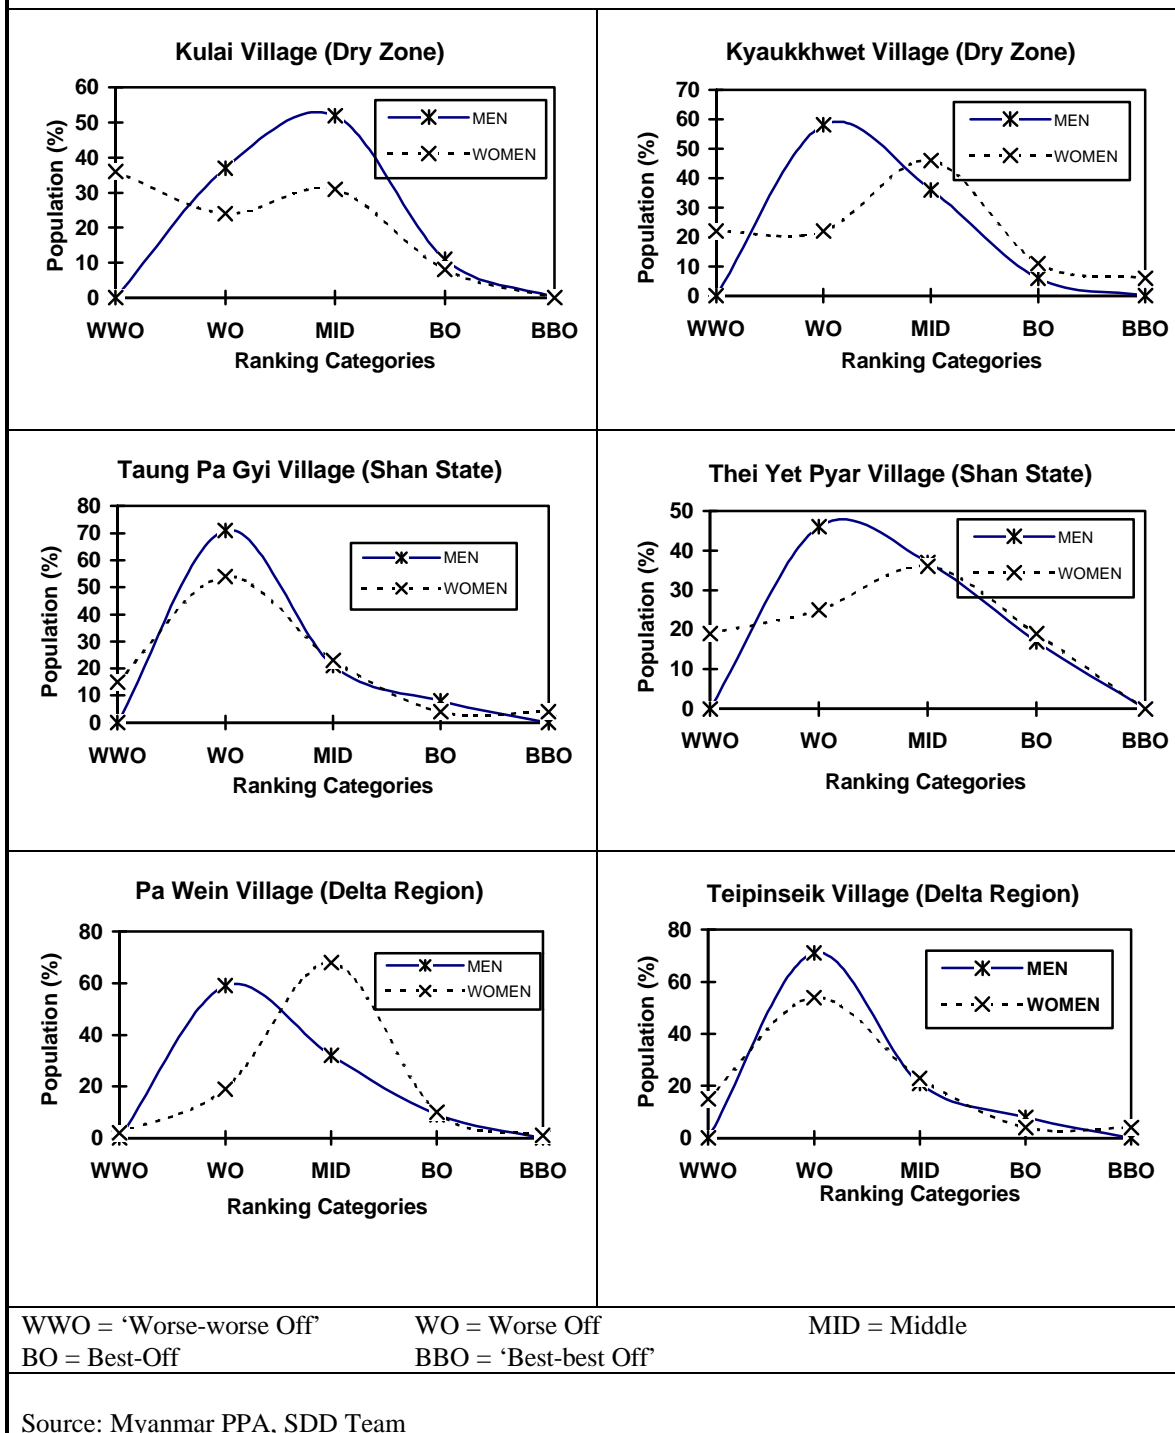 Kulai Village (Dry Zone)
60
50
40
30
20
10
0
Population (%)
MEN
WOMEN
WWO WO MID BO BBO
Ranking Categories
Kyaukkhwet Village (Dry Zone)
70
60
50
40
30
20
10
0
Population (%)
MEN
WOMEN
WWO WO MID BO BBO
Ranking Categories
Taung Pa Gyi Village (Shan State)
80
70
60
50
40
30
20
10
0
Population (%)
MEN
WOMEN
WWO WO MID BO BBO
Ranking Categories
Thei Yet Pyar Village (Shan State)
50
40
30
20
10
0
Population (%)
MEN
WOMEN
WWO WO MID BO BBO
Ranking Categories
Pa Wein Village (Delta Region)
80
60
40
20
0
Population (%)
MEN
WOMEN
WWO WO MID BO BBO
Ranking Categories
Teipinseik Village (Delta Region)
80
60
40
20
0
Population (%)
MEN
WOMEN
WWO WO MID BO BBO
Ranking Categories
WWO = ‘Worse-worse Off’ WO = Worse Off MID = Middle
BO = Best-Off BBO = ‘Best-best Off’
Source: Myanmar PPA, SDD Team